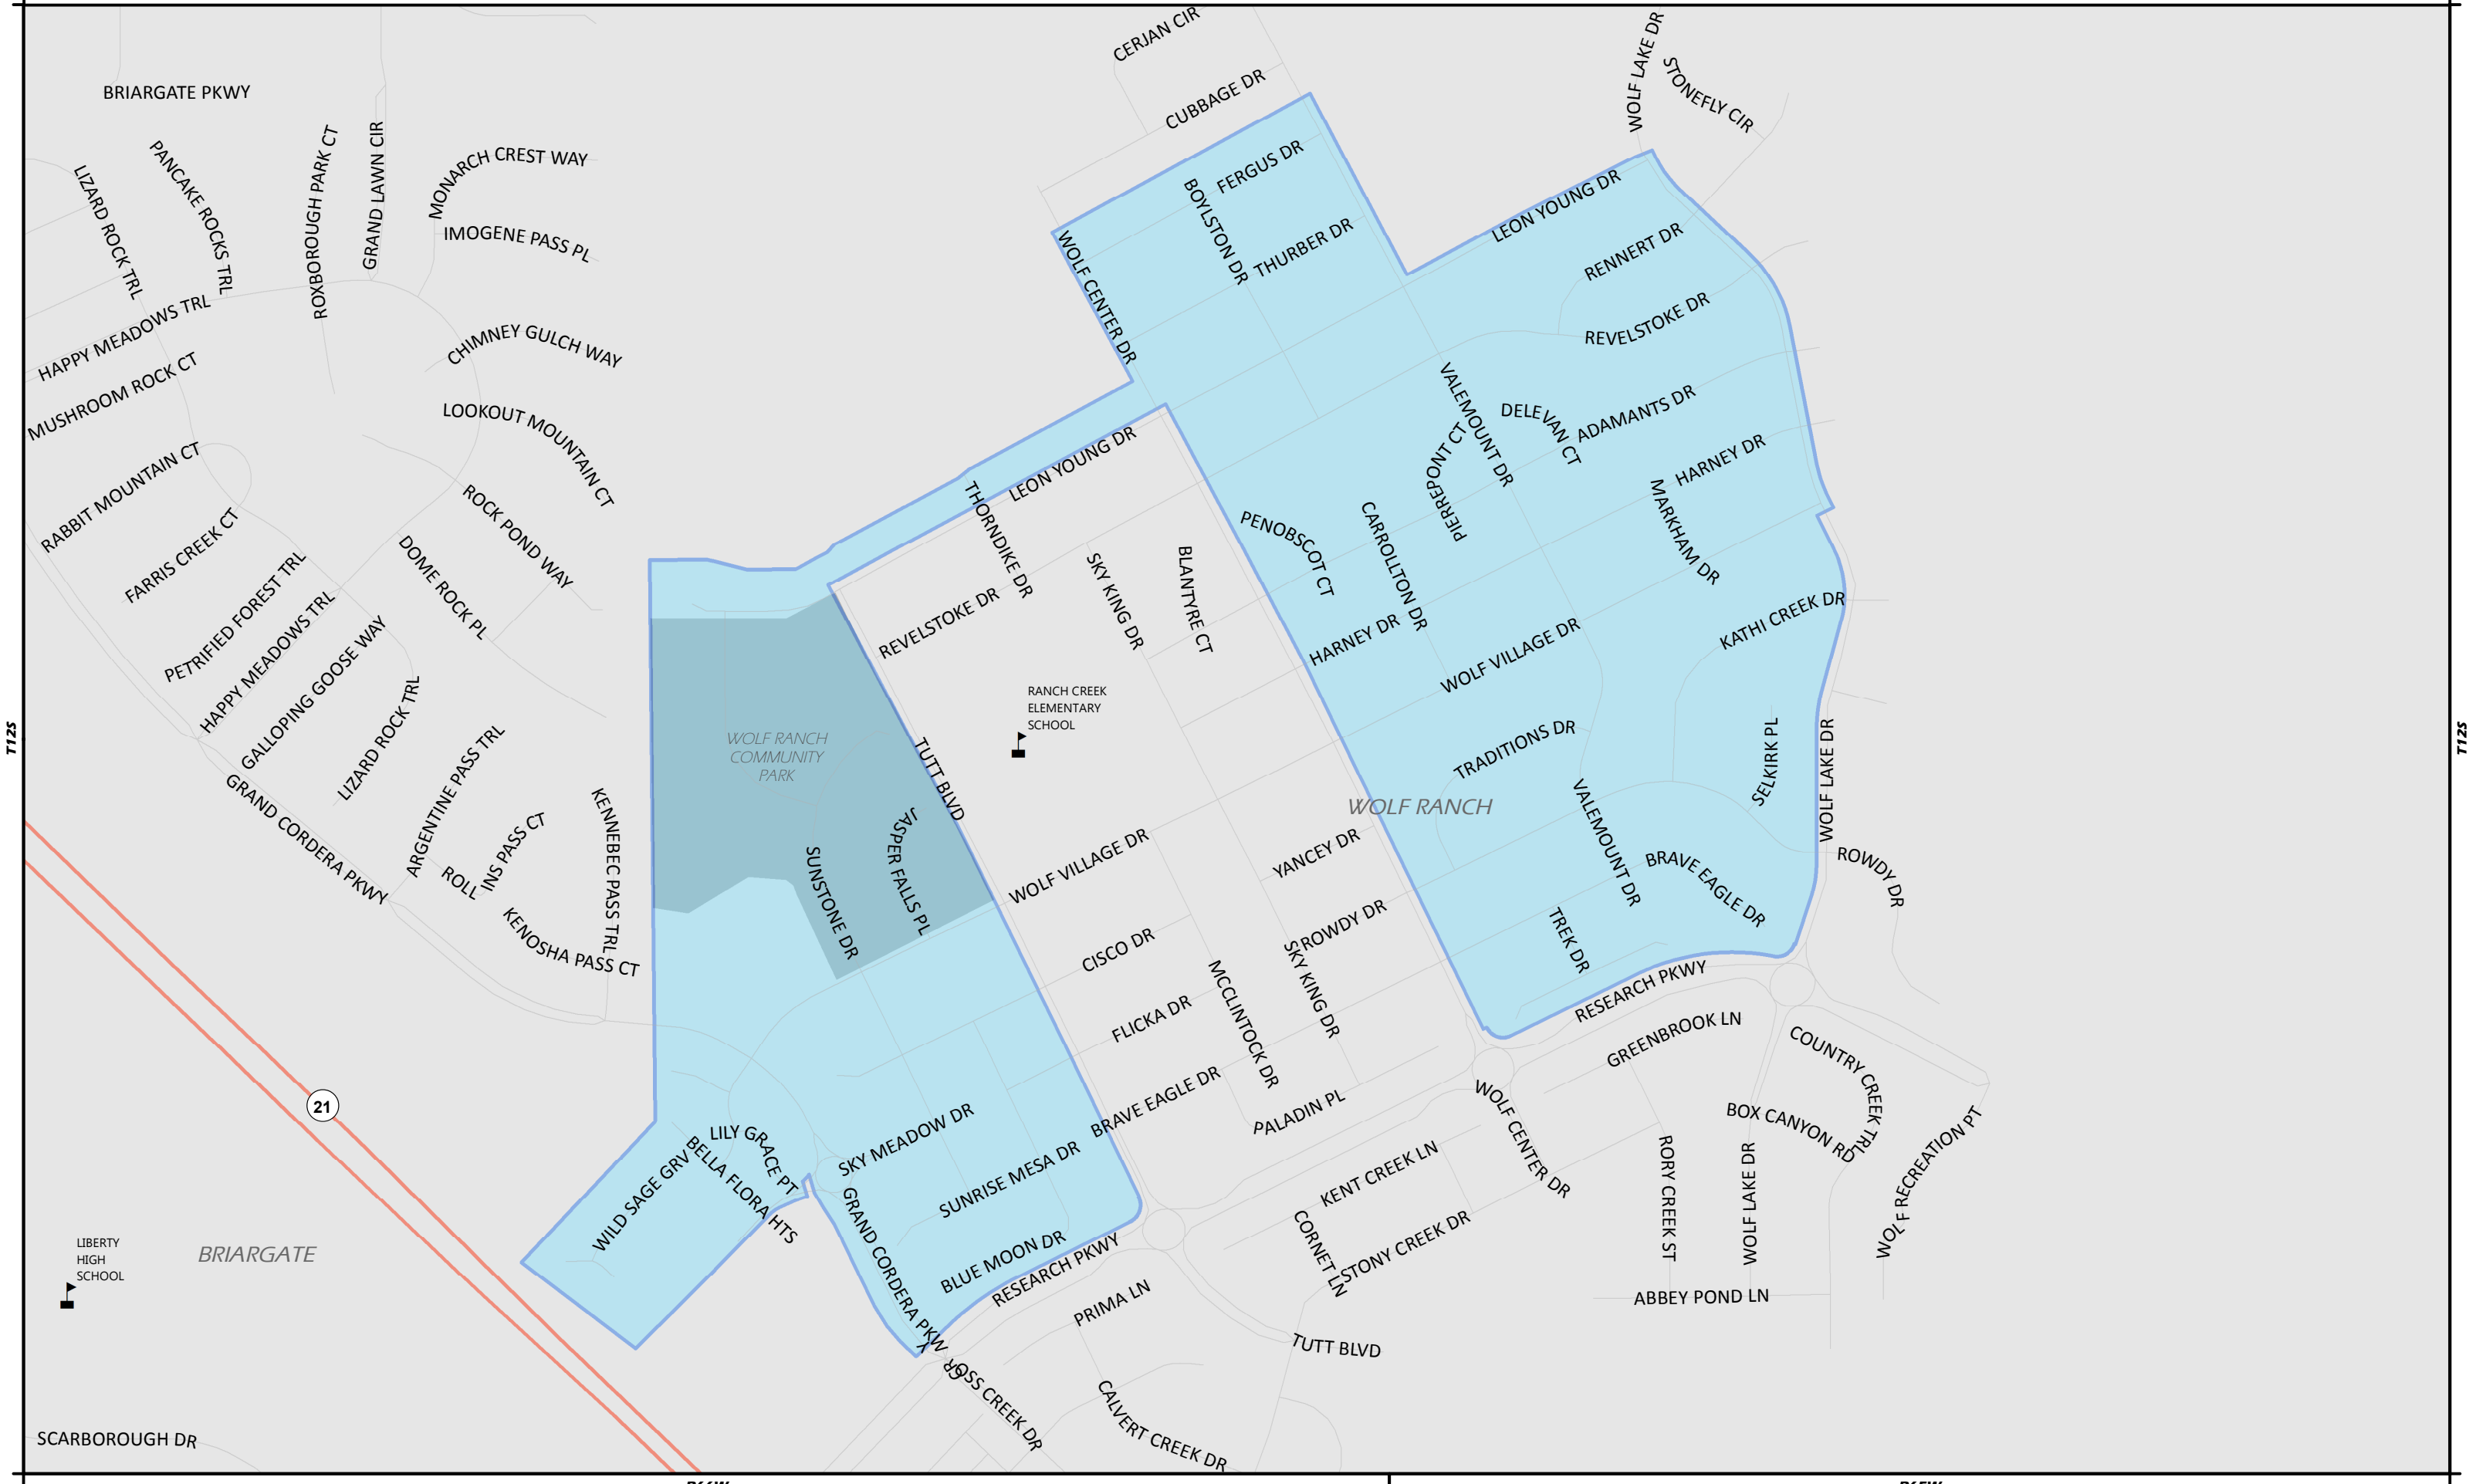 CERJAN CIR
CUBBAGE DR
WOLF LAKE DR
STONEFLY CIR
BRIARGATE PKWY
PANCAKE ROCKS TRL
LIZARD ROCK TRL
ROXBOROUGH PARK CT
GRAND LAWN CIR
MONARCH CREST WAY
IMOGENE PASS PL
FERGUS DR
BOYLSTON DR
THURBER DR
WOLF CENTER DR
LEON YOUNG DR
RENNERT DR
REVELSTOKE DR
HAPPY MEADOWS TRL
MUSHROOM ROCK CT
CHIMNEY GULCH WAY
LOOKOUT MOUNTAIN CT
RABBIT MOUNTAIN CT
FARRIS CREEK CT
ROCK POND WAY
DOME ROCK PL
PETRIFIED FOREST TRL
HAPPY MEADOWS TRL
GALLOPING GOOSE WAY
LIZARD ROCK TRL
ARGENTINE PASS TRL
GRAND CORDERA PKWY
ROLLINS PASS CT
KENNEBEC PASS TRL
KENOSHA PASS CT
VALEMOUNT DR
DELEVAN CT
PIERREPONT CT
ADAMANTS DR
HARNEY DR
MARKHAM DR
LEON YOUNG DR
THORNDIKE DR
REVELSTOKE DR
SKY KING DR
BLANTYRE CT
PENOBSCOT CT
CARROLLTON DR
HARNEY DR
WOLF VILLAGE DR
KATHI CREEK DR
TRADITIONS DR
SELKIRK PL
WOLF LAKE DR
RANCH CREEK
ELEMENTARY
SCHOOL
WOLF RANCH
COMMUNITY
PARK
TUTT BLVD
JASPER FALLS PL
SUNSTONE DR
WOLF RANCH
T12S
T12S
WOLF VILLAGE DR
YANCEY DR
VALEMOUNT DR
BRAVE EAGLE DR
ROWDY DR
TREK DR
ROWDY DR
CISCO DR
SKY KING DR
MCCLINTOCK DR
FLICKA DR
BRAVE EAGLE DR
PALADIN PL
RESEARCH PKWY
GREENBROOK LN
COUNTRY CREEK TRL
BOX CANYON RD
WOLF RECREATION PT
WOLF CENTER DR
RORY CREEK ST
WOLF LAKE DR
ABBEY POND LN
KENT CREEK LN
CORNET LN
STONY CREEK DR
21
SKY MEADOW DR
SUNRISE MESA DR
LILY GRACE PT
BELLA FLORA HTS
WILD SAGE GRV
GRAND CORDERA PKWY
BLUE MOON DR
RESEARCH PKWY
PRIMA LN
TUTT BLVD
CROSS CREEK DR
CALVERT CREEK DR
LIBERTY
HIGH
SCHOOL
BRIARGATE
SCARBOROUGH DR